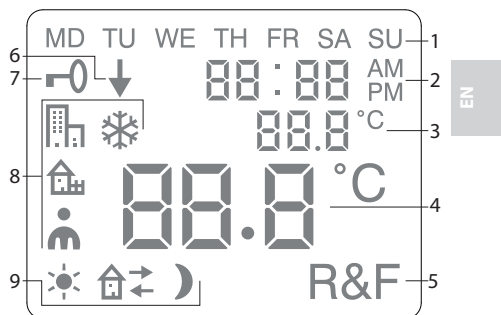 MD TU WE TH FR SA SU 1
6
7
88:88 AM
PM 2
88.8 °C 3
8
88.8 °C 4
9
R&F 5
EN